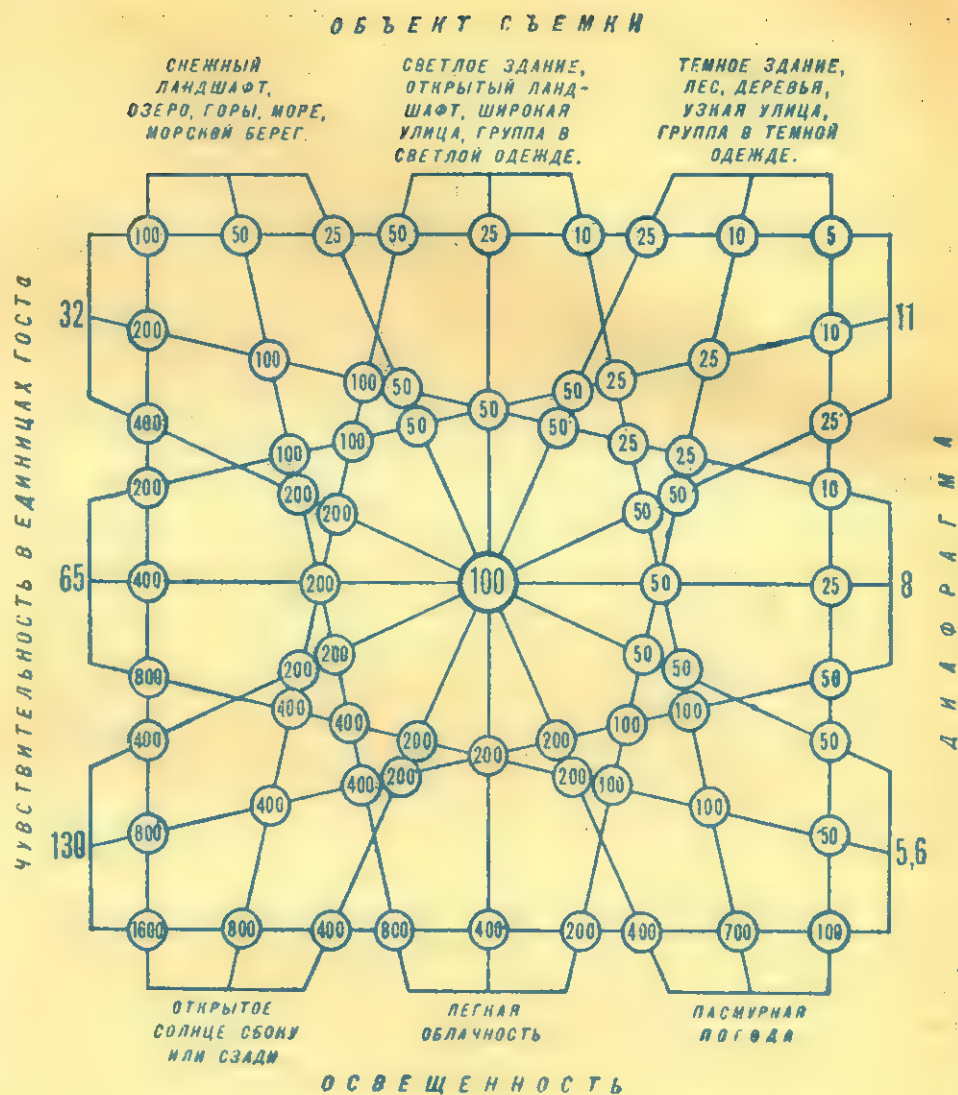 ОБЪЕКТ СЪЕМКИ
СНЕЖНЫЙ
ЛАНДШАФТ,
ОЗЕРО, ГОРЫ, МОРЕ,
МОРСКОЙ БЕРЕГ.
СВЕТЛОЕ ЗДАНИЕ,
ОТКРЫТЫЙ ЛАНД-
ШАФТ, ШИРОКАЯ
УЛИЦА, ГРУППА В
СВЕТЛОЙ ОДЕЖДЕ.
ТЕМНОЕ ЗДАНИЕ,
ЛЕС, ДЕРЕВЬЯ,
УЗКАЯ УЛИЦА,
ГРУППА В ТЕМНОЙ
ОДЕЖДЕ.
ЧУВСТВИТЕЛЬНОСТЬ В ЕДИНИЦАХ ГОСТа
100 50 25 50 25 10 25 10 5
32 11
200 100 100 50 50 50 25 25 10
400 50 50 25
100 100 25 25
200 200 200 50 50 10
65 400 200 100 50 25 8
800 200 200 50 50 50
400 400 400 200 200 200 100 100 50
800 400 400 200 200 100 100 50
130 5,6
1600 800 400 800 400 200 400 700 100
ДИАФРАГМА
ОТКРЫТОЕ
СОЛНЦЕ СБОКУ
ИЛИ СЗАДИ
ЛЕГКАЯ
ОБЛАЧНОСТЬ
ПАСМУРНАЯ
ПОГОДА
ОСВЕЩЕННОСТЬ